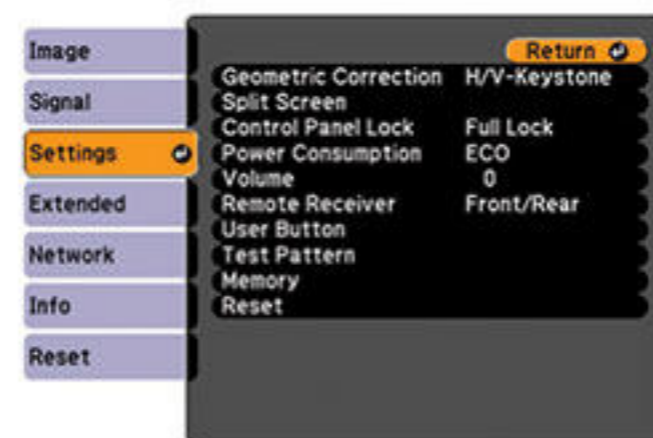 Image
Signal
Settings
Extended
Network
Info
Reset
Return
Geometric Correction H/V-Keystone
Split Screen
Control Panel Lock Full Lock
Power Consumption ECO
Volume 0
Remote Receiver Front/Rear
User Button
Test Pattern
Memory
Reset